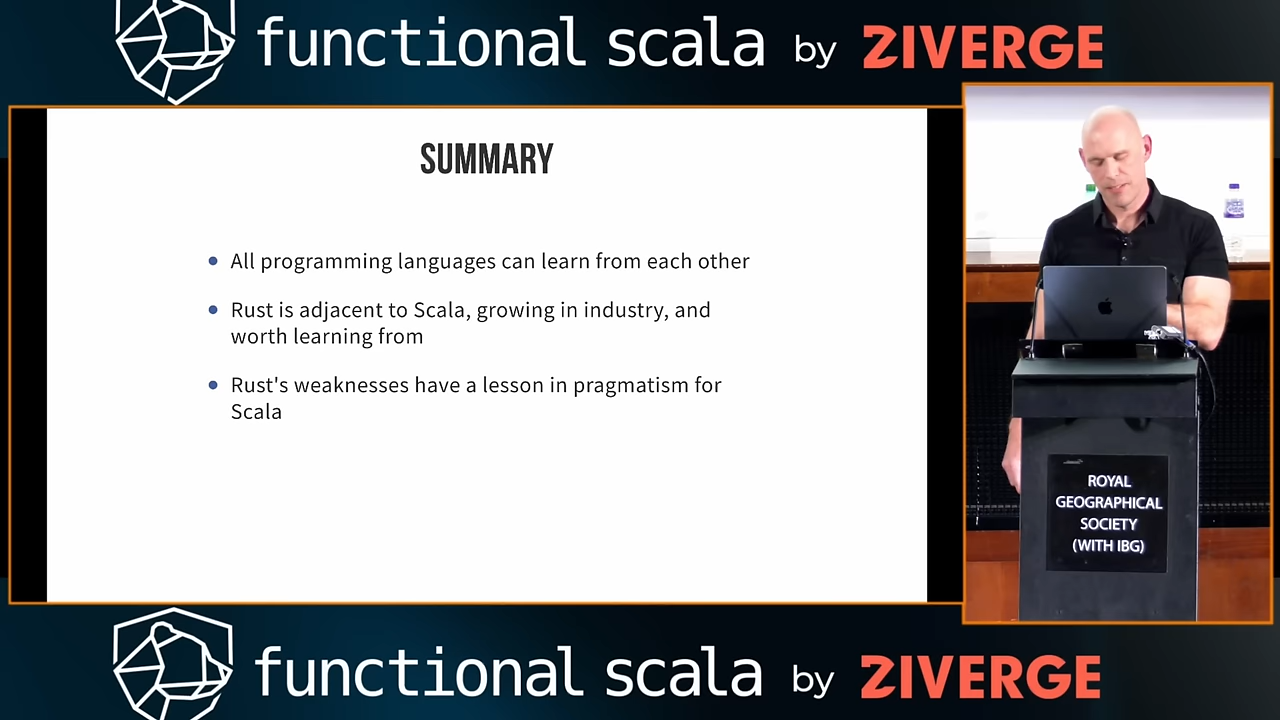 functional scala by ZIVERGE
SUMMARY
All programming languages can learn from each other
Rust is adjacent to Scala, growing in industry, and
worth learning from
Rust's weaknesses have a lesson in pragmatism for
Scala
ROYAL
GEOGRAPHICAL
SOCIETY
(WITH IBG)
functional scala by ZIVERGE